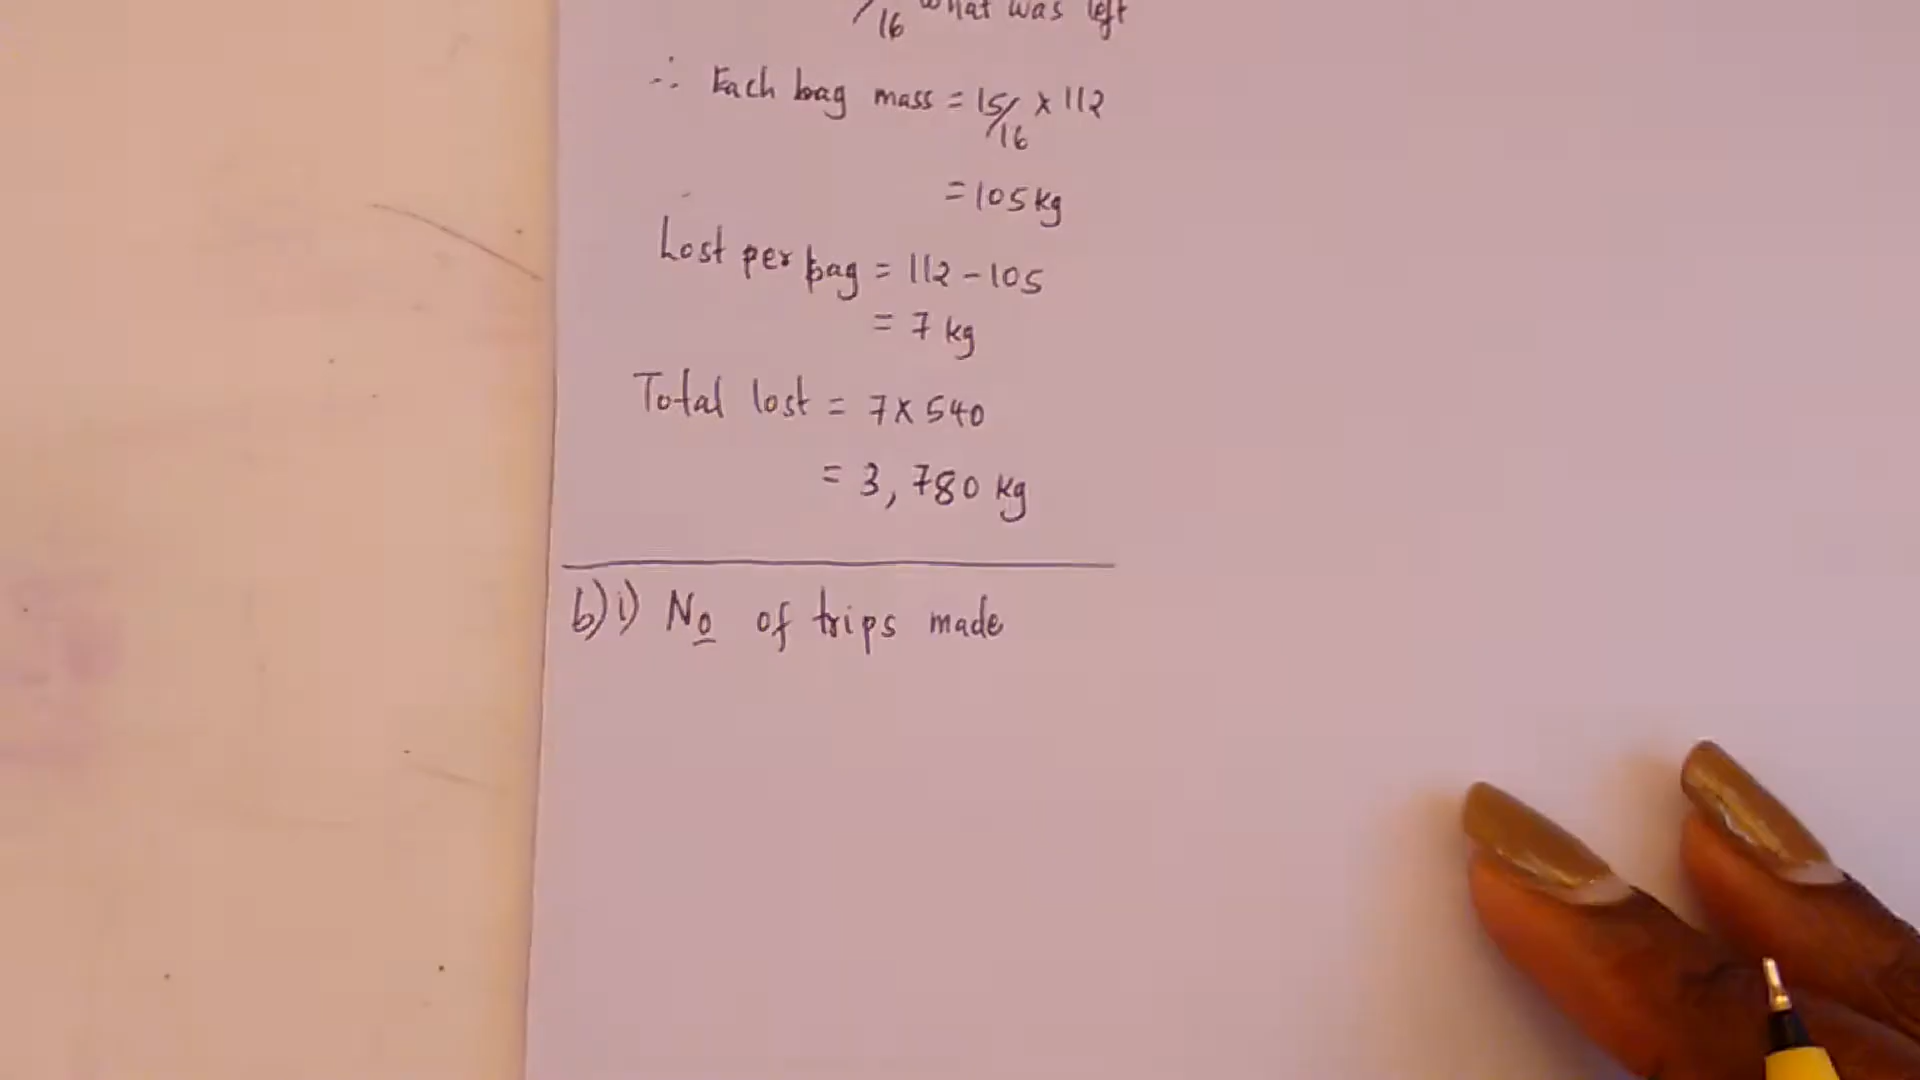 /16 what was left
∴ Each bag mass = 15/16 x 112
= 105 kg
Lost per bag = 112 - 105
= 7 kg
Total lost = 7 x 540
= 3,780 kg
b) i) No of trips made